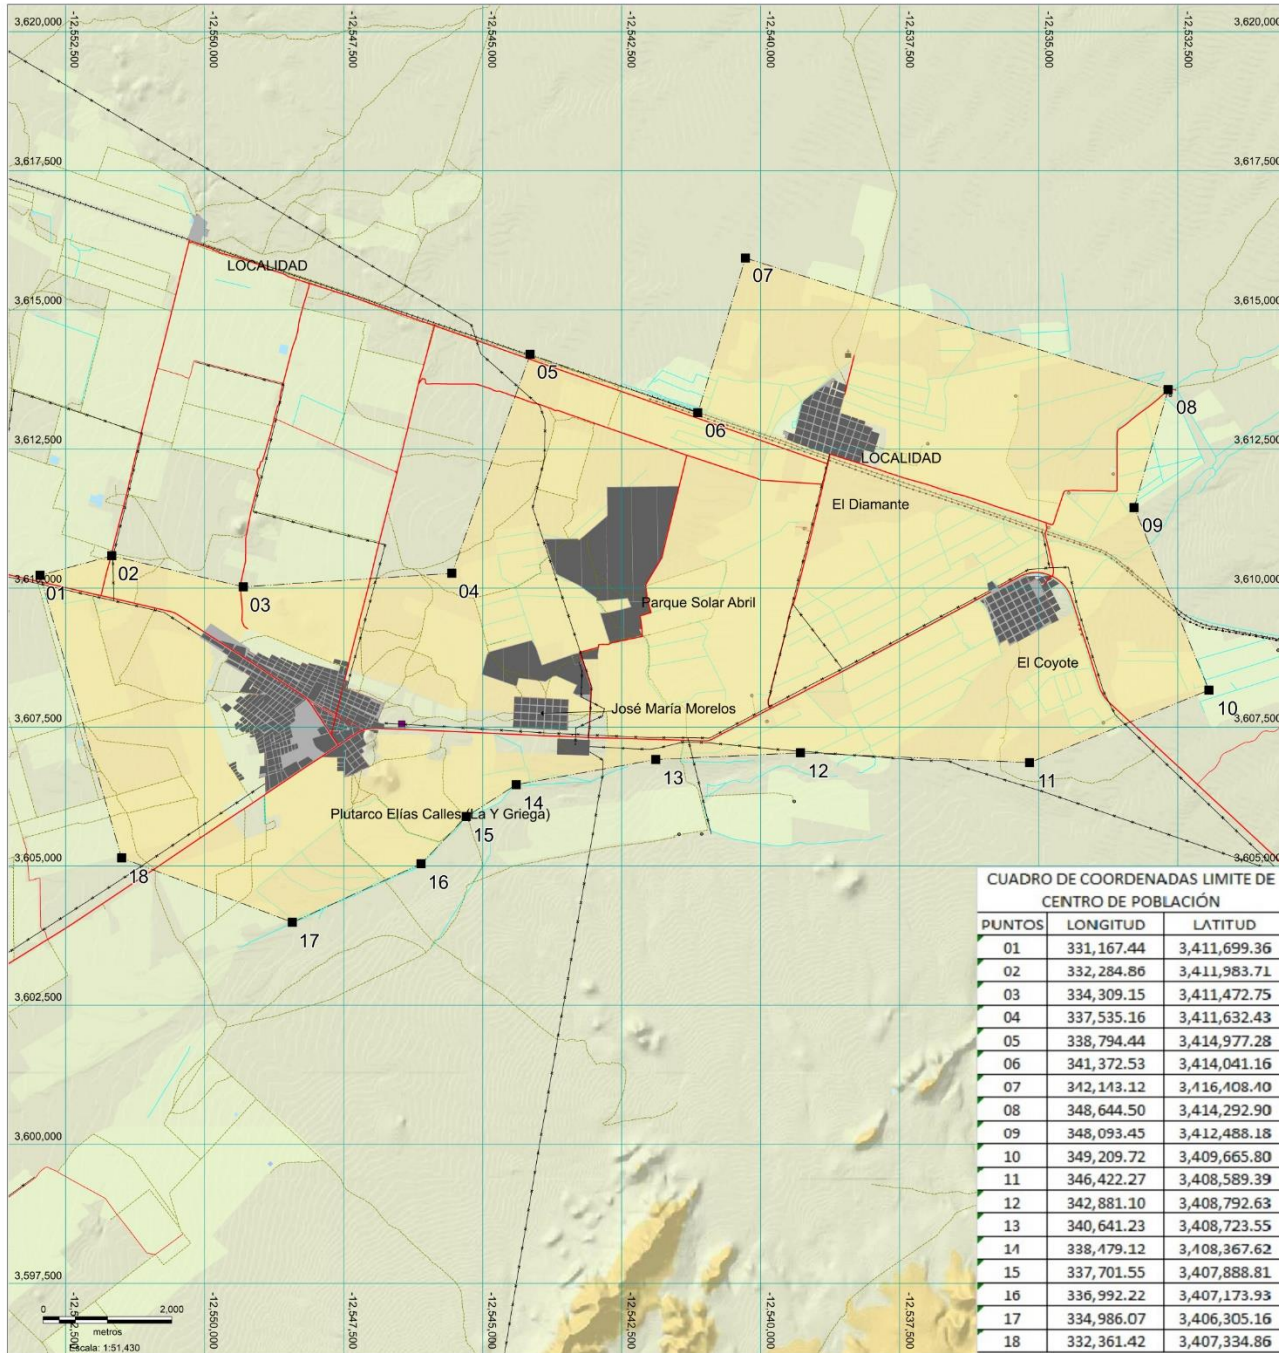 3,620,000
-12,552,500
-12,550,000
-12,547,500
-12,545,000
-12,542,500
-12,540,000
-12,537,500
-12,535,000
-12,532,500
3,620,000
3,617,500
3,617,500
LOCALIDAD
07
3,615,000
3,615,000
05
08
06
3,612,500
LOCALIDAD
3,612,500
El Diamante
09
3,610,000
3,610,000
01
02
03
04
Parque Solar Abril
El Coyote
10
José María Morelos
3,607,500
3,607,500
13
12
11
14
Plutarco Elías Calles (La Y Griega)
15
3,605,000
3,605,000
18
16
17
3,602,500
3,600,000
3,597,500
0 2,000
metros
Escala: 1:51,430
-12,552,500
-12,550,000
-12,547,500
-12,545,000
-12,542,500
-12,540,000
-12,537,500
CUADRO DE COORDENADAS LIMITE DE
CENTRO DE POBLACIÓN
PUNTOS LONGITUD LATITUD
01 331,167.44 3,411,699.36
02 332,284.86 3,411,983.71
03 334,309.15 3,411,472.75
04 337,535.16 3,411,632.43
05 338,794.44 3,414,977.28
06 341,372.53 3,414,041.16
07 342,143.12 3,416,408.40
08 348,644.50 3,414,292.90
09 348,093.45 3,412,488.18
10 349,209.72 3,409,665.80
11 346,422.27 3,408,589.39
12 342,881.10 3,408,792.63
13 340,641.23 3,408,723.55
14 338,479.12 3,408,367.62
15 337,701.55 3,407,888.81
16 336,992.22 3,407,173.93
17 334,986.07 3,406,305.16
18 332,361.42 3,407,334.86